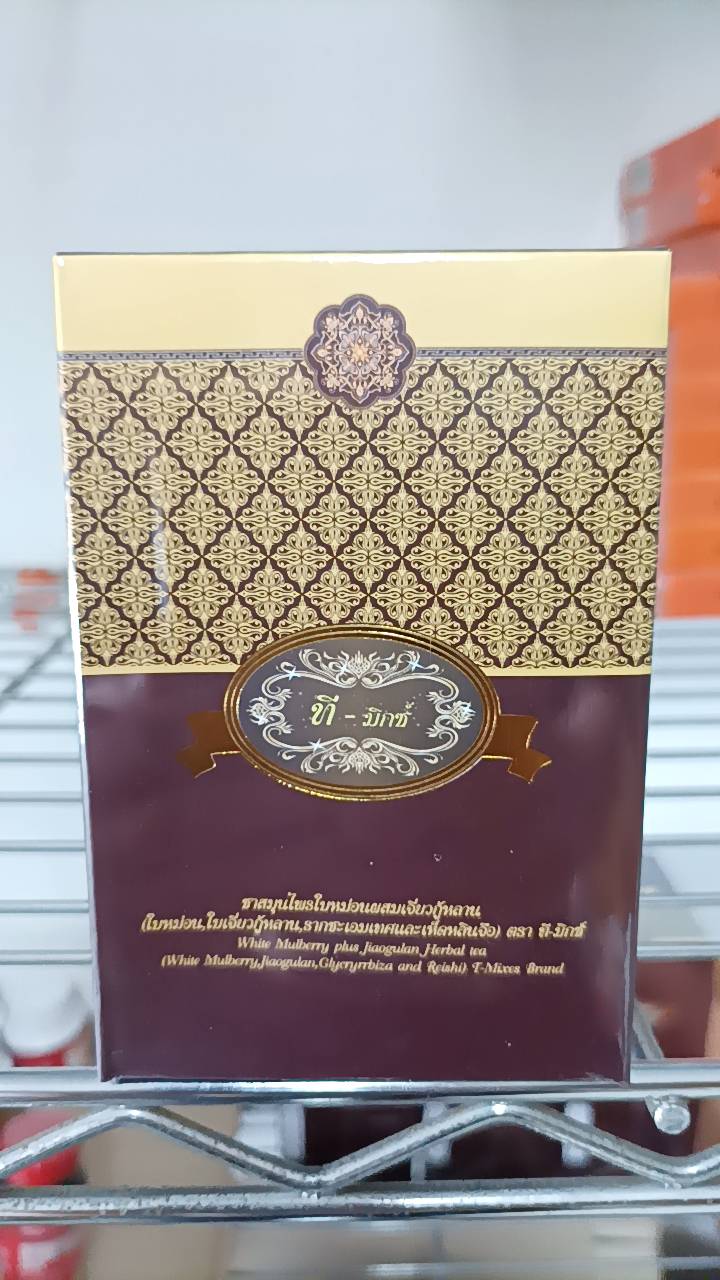 ที - มิกซ์
ชาสมุนไพรใบหม่อนผสมเจียวกู้หลาน
(ใบหม่อน,ใบเจียวกู้หลาน,รากชะเอมเทศและเห็ดหลินจือ) ตรา ที-มิกซ์
White Mulberry plus Jiaogulan Herbal tea
(White Mulberry,Jiaogulan,Glycryrrbiza and Reishi) T-Mixes Brand